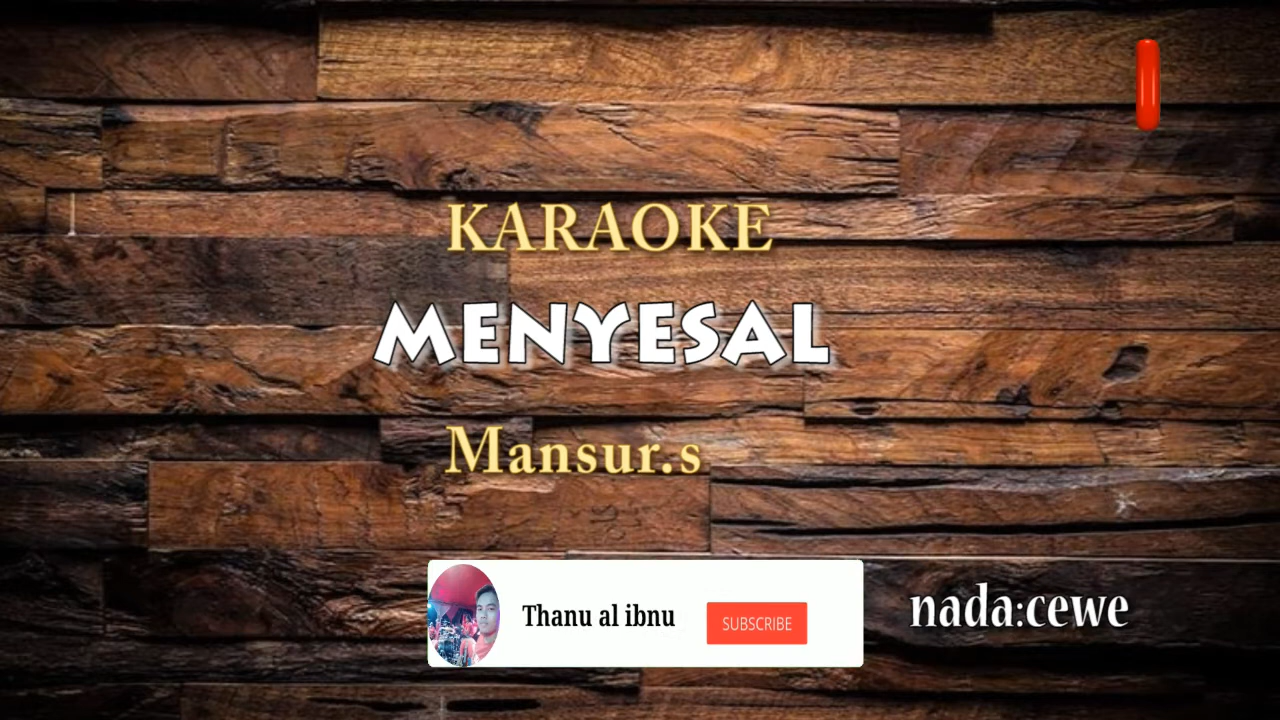 KARAOKE
MENYESAL
Mansur.s
Thanu al ibnu
SUBSCRIBE
nada:cewe